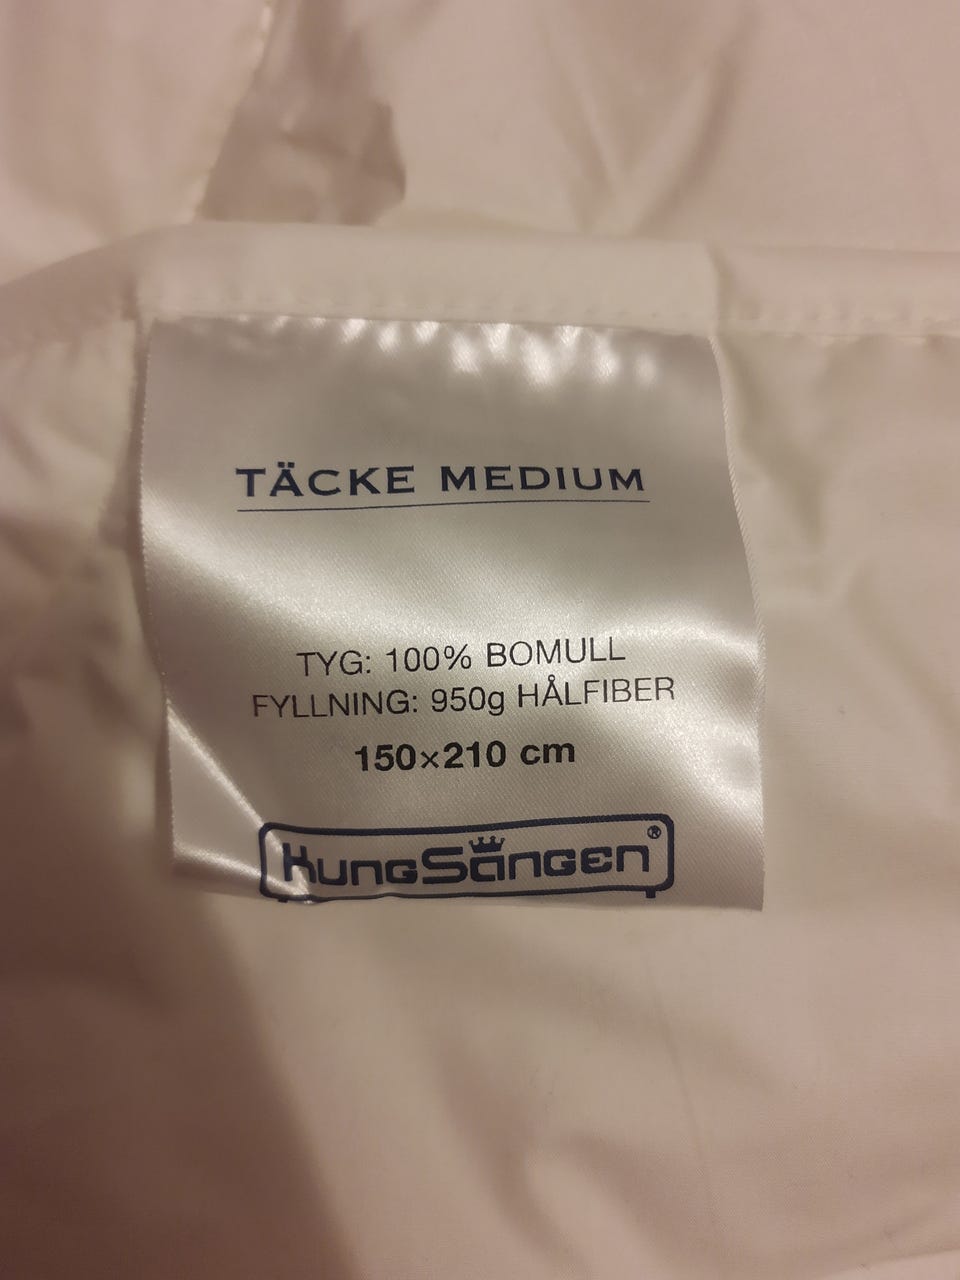 TÄCKE MEDIUM
TYG: 100% BOMULL
FYLLNING: 950g HÅLFIBER
150×210 cm
KungSängen®